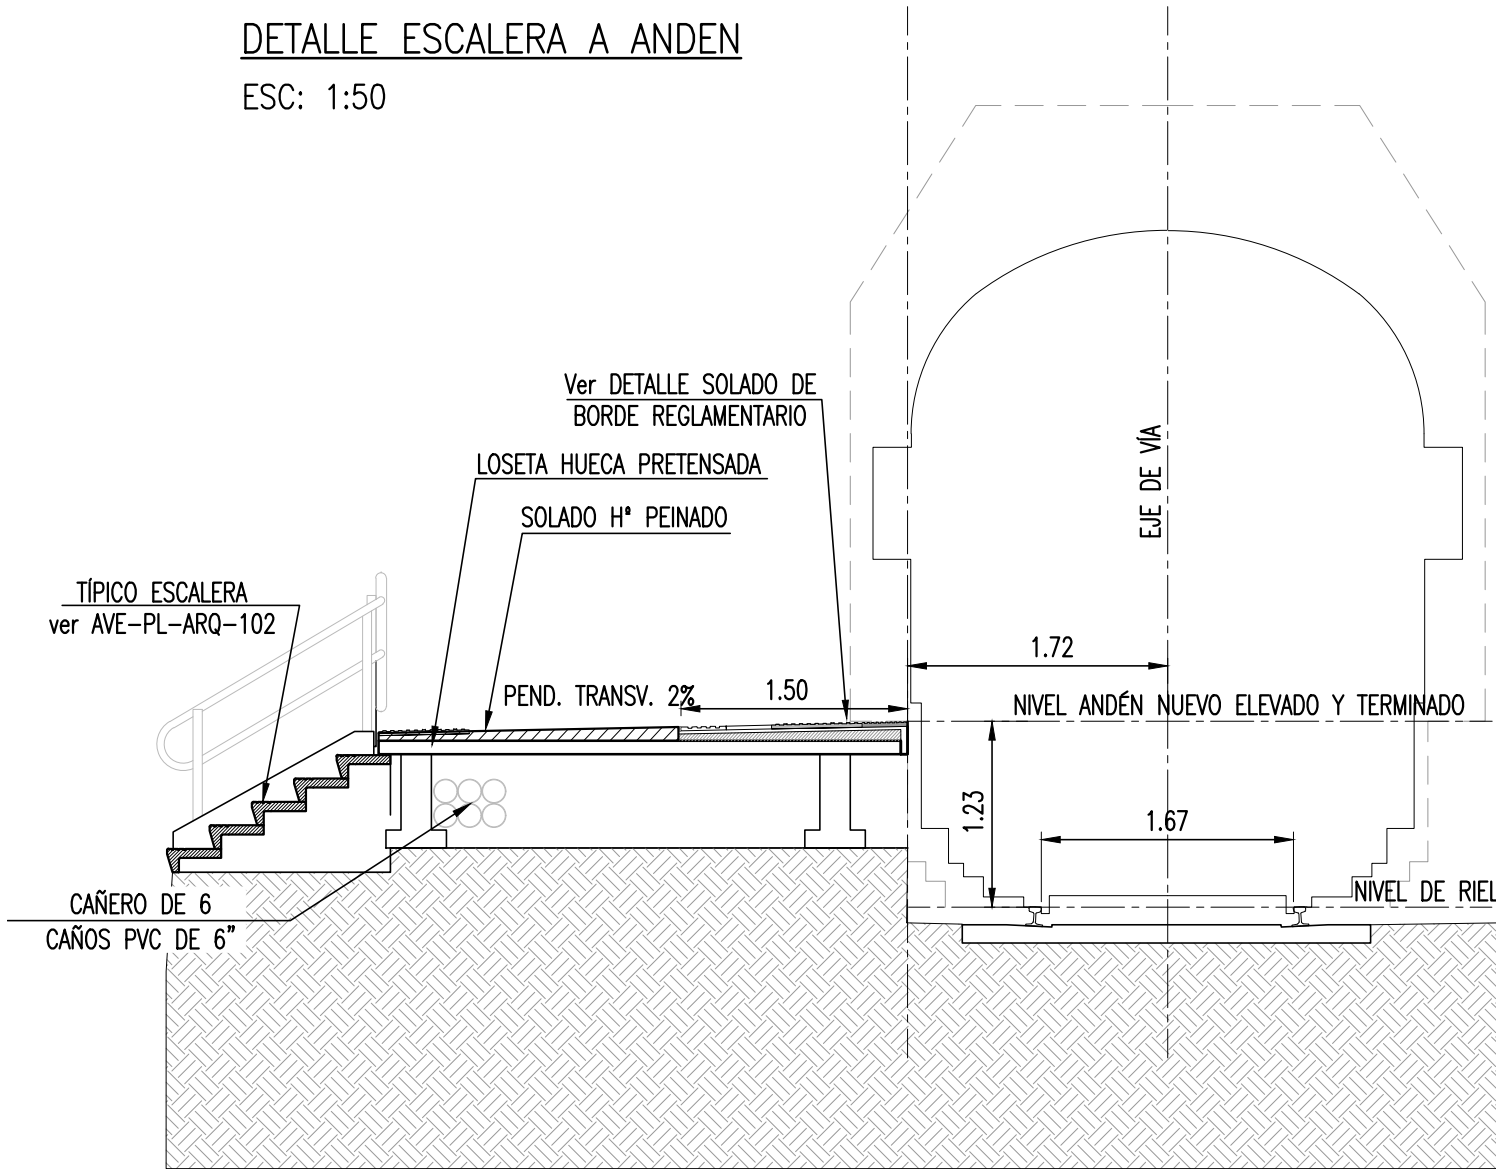 DETALLE ESCALERA A ANDEN
ESC: 1:50
Ver DETALLE SOLADO DE
BORDE REGLAMENTARIO
LOSETA HUECA PRETENSADA
SOLADO Hº PEINADO
EJE DE VÍA
TÍPICO ESCALERA
ver AVE-PL-ARQ-102
1.72
PEND. TRANSV. 2%
1.50
NIVEL ANDÉN NUEVO ELEVADO Y TERMINADO
1.23
1.67
NIVEL DE RIEL
CAÑERO DE 6
CAÑOS PVC DE 6”